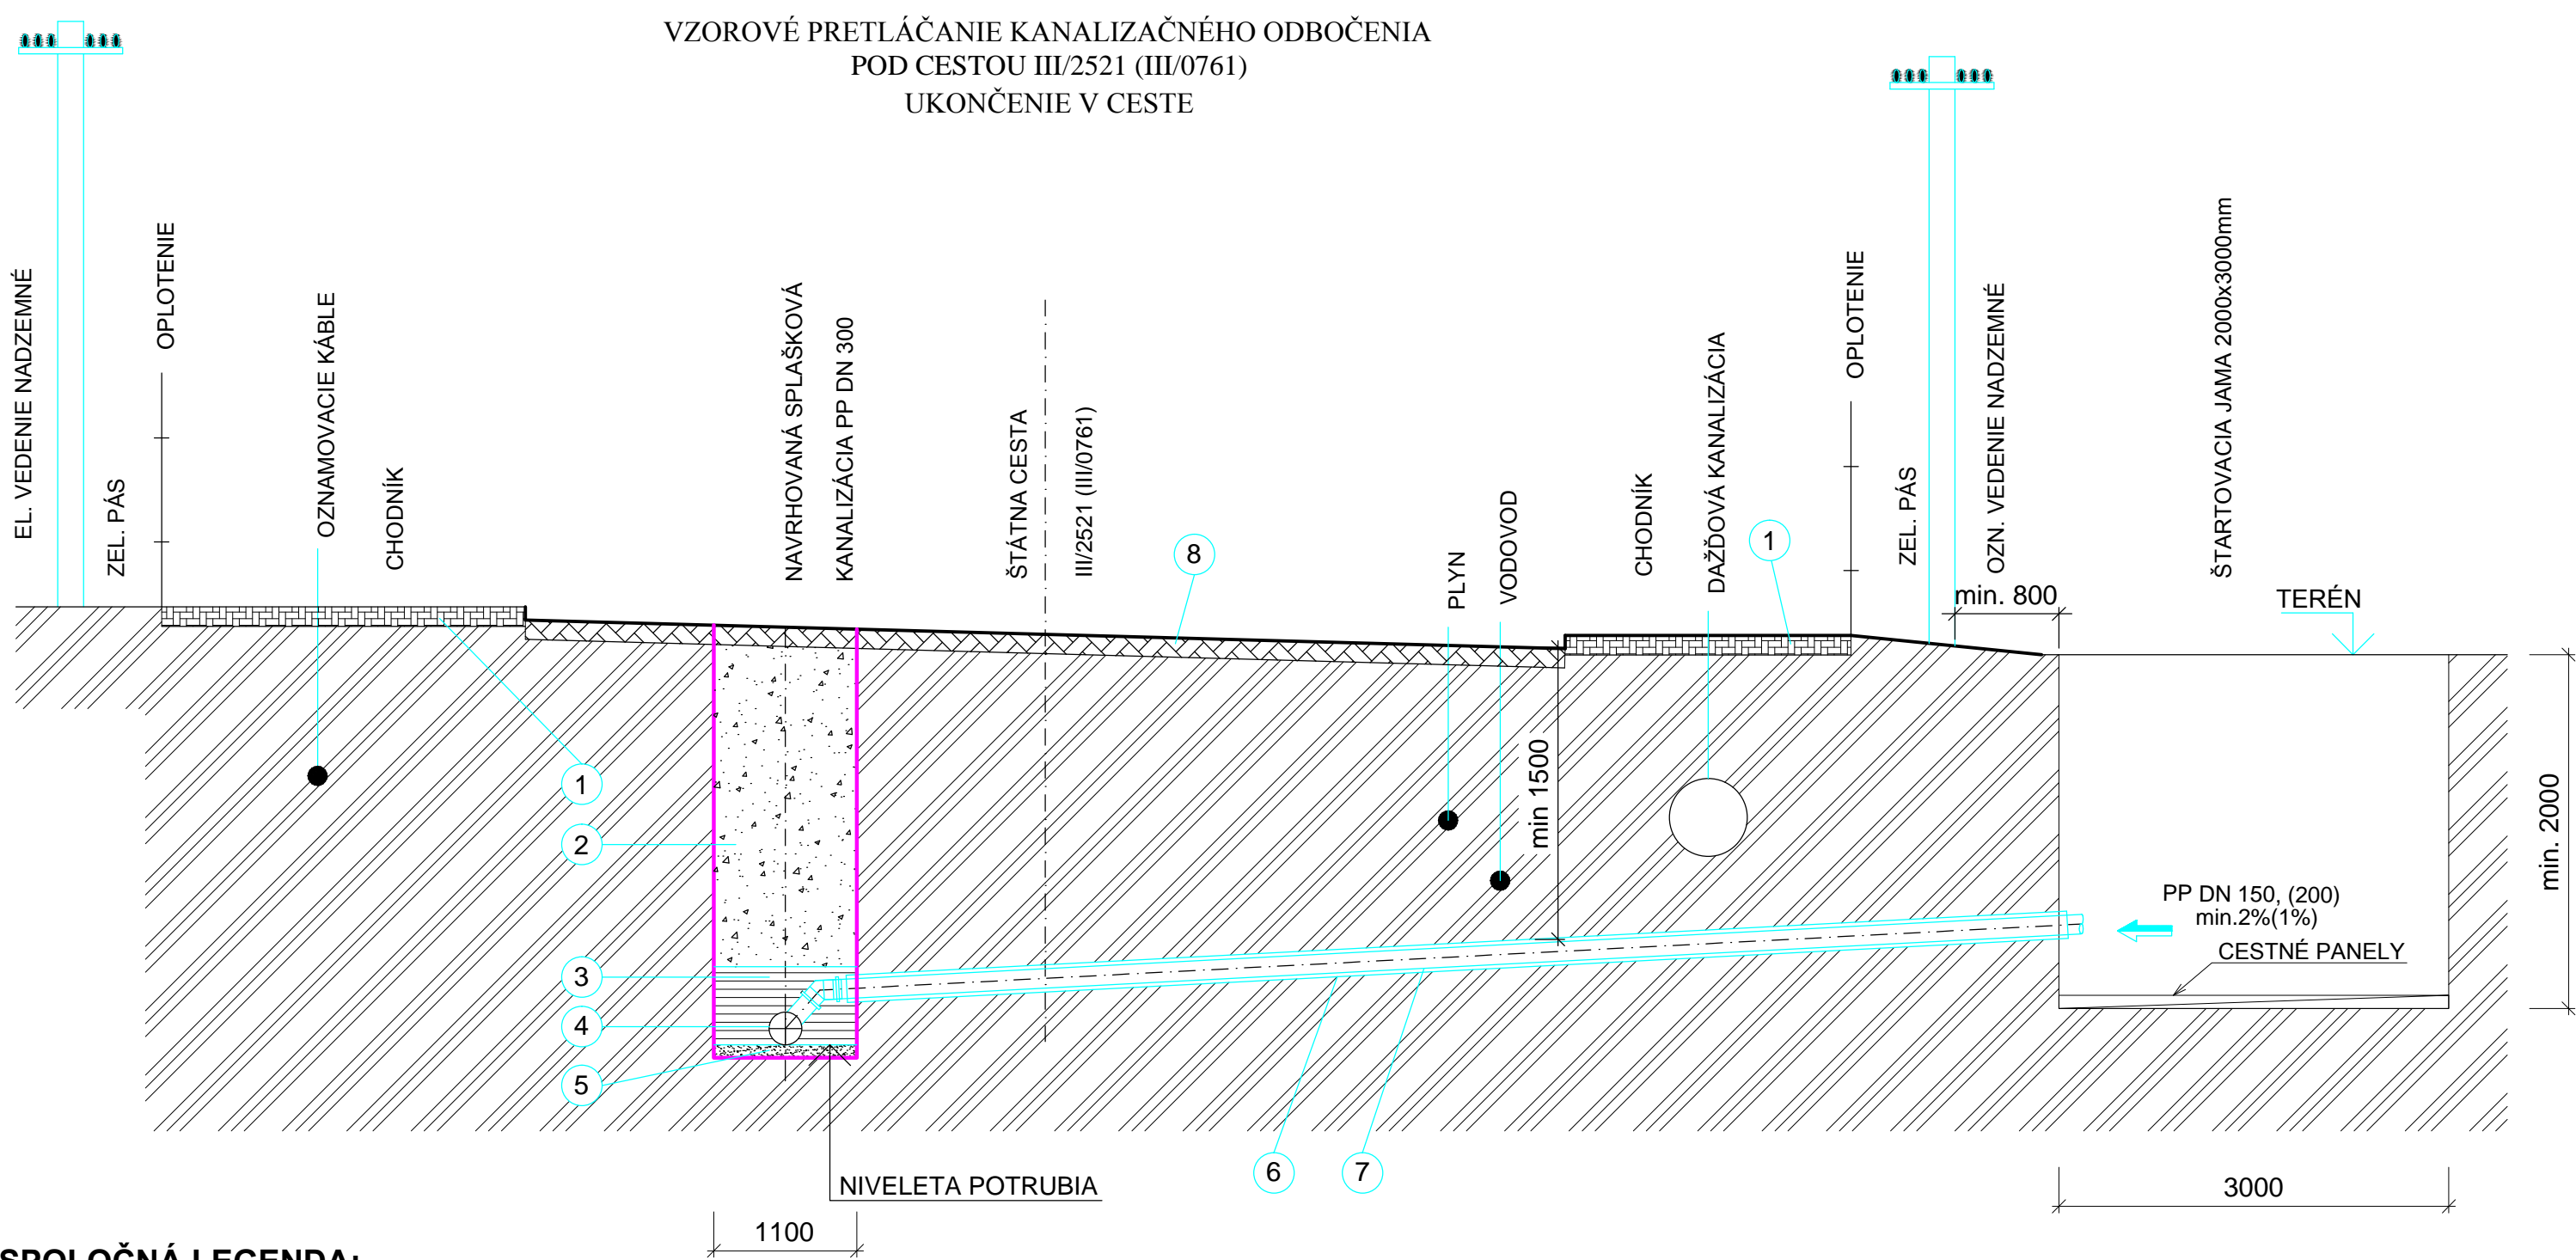 VZOROVÉ PRETLÁČANIE KANALIZAČNÉHO ODBOČENIA
POD CESTOU III/2521 (III/0761)
UKONČENIE V CESTE
EL. VEDENIE NADZEMNÉ
ZEL. PÁS
OPLOTENIE
OZNAMOVACIE KÁBLE
CHODNÍK
NAVRHOVANÁ SPLAŠKOVÁ
KANALIZÁCIA PP DN 300
ŠTÁTNA CESTA
III/2521 (III/0761)
8
PLYN
VODOVOD
CHODNÍK
DAŽĎOVÁ KANALIZÁCIA
1
OPLOTENIE
ZEL. PÁS
OZN. VEDENIE NADZEMNÉ
min. 800
ŠTARTOVACIA JAMA 2000x3000mm
TERÉN
1
2
3
4
5
min 1500
6
7
PP DN 150, (200)
min.2%(1%)
CESTNÉ PANELY
min. 2000
NIVELETA POTRUBIA
1100
3000
SPOLOČNÁ LEGENDA: